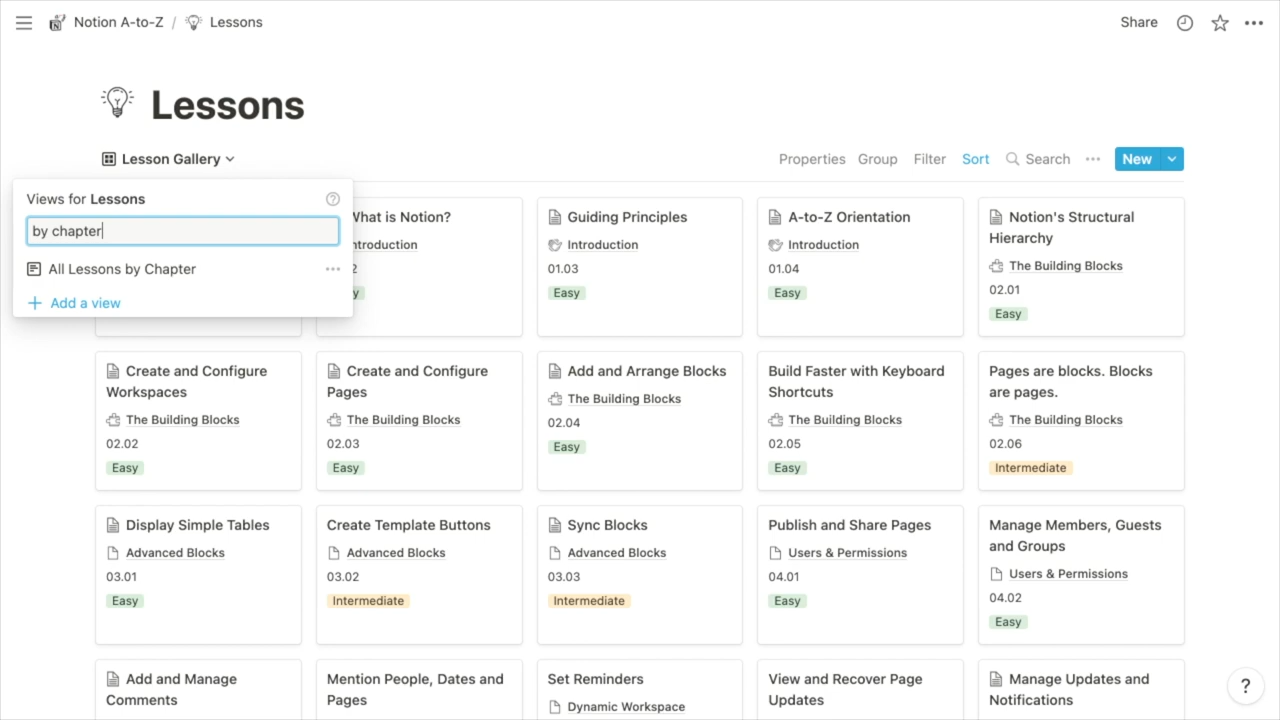 Notion A-to-Z / Lessons
Share
Lessons
Lesson Gallery
Properties Group Filter Sort Search New
Views for Lessons
by chapter
All Lessons by Chapter
Add a view
What is Notion?
Introduction
Guiding Principles
Introduction
01.03
Easy
A-to-Z Orientation
Introduction
01.04
Easy
Notion's Structural
Hierarchy
The Building Blocks
02.01
Easy
Create and Configure
Workspaces
The Building Blocks
02.02
Easy
Create and Configure
Pages
The Building Blocks
02.03
Easy
Add and Arrange Blocks
The Building Blocks
02.04
Easy
Build Faster with Keyboard
Shortcuts
The Building Blocks
02.05
Easy
Pages are blocks. Blocks
are pages.
The Building Blocks
02.06
Intermediate
Display Simple Tables
Advanced Blocks
03.01
Easy
Create Template Buttons
Advanced Blocks
03.02
Intermediate
Sync Blocks
Advanced Blocks
03.03
Intermediate
Publish and Share Pages
Users & Permissions
04.01
Easy
Manage Members, Guests
and Groups
Users & Permissions
04.02
Easy
Add and Manage
Comments
Mention People, Dates and
Pages
Set Reminders
Dynamic Workspace
View and Recover Page
Updates
Manage Updates and
Notifications
?